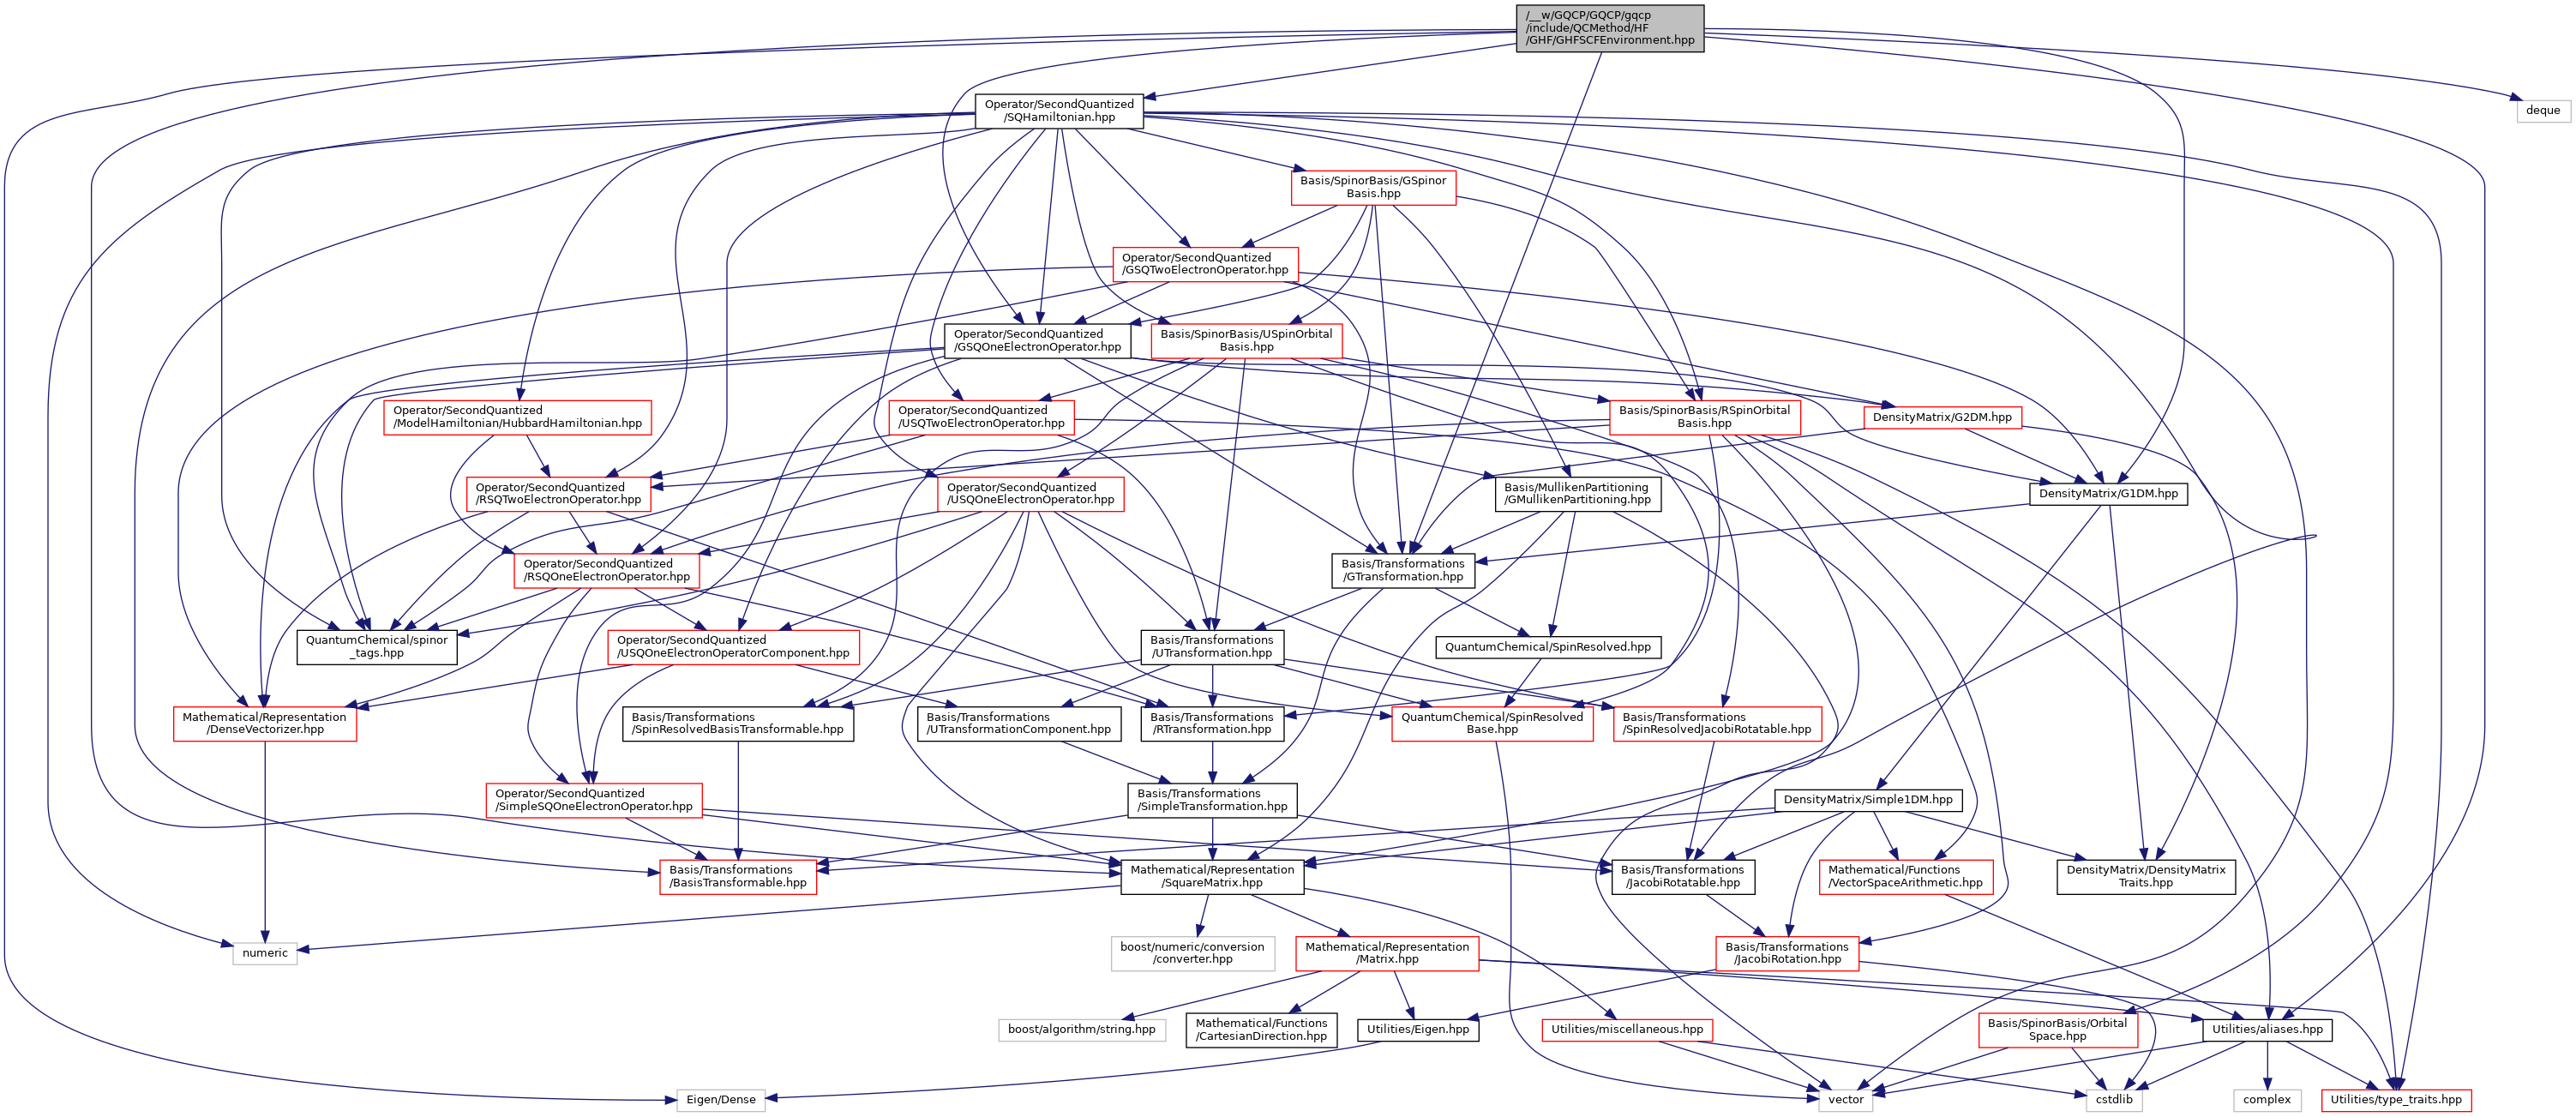 /__w/GQCP/GQCP/gqcp
/include/QCMethod/HF
/GHF/GHFSCFEnvironment.hpp
Operator/SecondQuantized
/SQHamiltonian.hpp
deque
Basis/SpinorBasis/GSpinor
Basis.hpp
Operator/SecondQuantized
/GSQTwoElectronOperator.hpp
Operator/SecondQuantized
/GSQOneElectronOperator.hpp
Basis/SpinorBasis/USpinOrbital
Basis.hpp
Operator/SecondQuantized
/ModelHamiltonian/HubbardHamiltonian.hpp
Operator/SecondQuantized
/USQTwoElectronOperator.hpp
Basis/SpinorBasis/RSpinOrbital
Basis.hpp
DensityMatrix/G2DM.hpp
Operator/SecondQuantized
/RSQTwoElectronOperator.hpp
Operator/SecondQuantized
/USQOneElectronOperator.hpp
Basis/MullikenPartitioning
/GMullikenPartitioning.hpp
DensityMatrix/G1DM.hpp
Operator/SecondQuantized
/RSQOneElectronOperator.hpp
Basis/Transformations
/GTransformation.hpp
QuantumChemical/spinor
_tags.hpp
Operator/SecondQuantized
/USQOneElectronOperatorComponent.hpp
Basis/Transformations
/UTransformation.hpp
QuantumChemical/SpinResolved.hpp
Mathematical/Representation
/DenseVectorizer.hpp
Basis/Transformations
/SpinResolvedBasisTransformable.hpp
Basis/Transformations
/UTransformationComponent.hpp
Basis/Transformations
/RTransformation.hpp
QuantumChemical/SpinResolved
Base.hpp
Basis/Transformations
/SpinResolvedJacobiRotatable.hpp
Operator/SecondQuantized
/SimpleSQOneElectronOperator.hpp
Basis/Transformations
/SimpleTransformation.hpp
DensityMatrix/Simple1DM.hpp
Basis/Transformations
/BasisTransformable.hpp
Mathematical/Representation
/SquareMatrix.hpp
Basis/Transformations
/JacobiRotatable.hpp
Mathematical/Functions
/VectorSpaceArithmetic.hpp
DensityMatrix/DensityMatrix
Traits.hpp
numeric
boost/numeric/conversion
/converter.hpp
Mathematical/Representation
/Matrix.hpp
Basis/Transformations
/JacobiRotation.hpp
boost/algorithm/string.hpp
Mathematical/Functions
/CartesianDirection.hpp
Utilities/Eigen.hpp
Utilities/miscellaneous.hpp
Basis/SpinorBasis/Orbital
Space.hpp
Utilities/aliases.hpp
Eigen/Dense
vector
cstdlib
complex
Utilities/type_traits.hpp